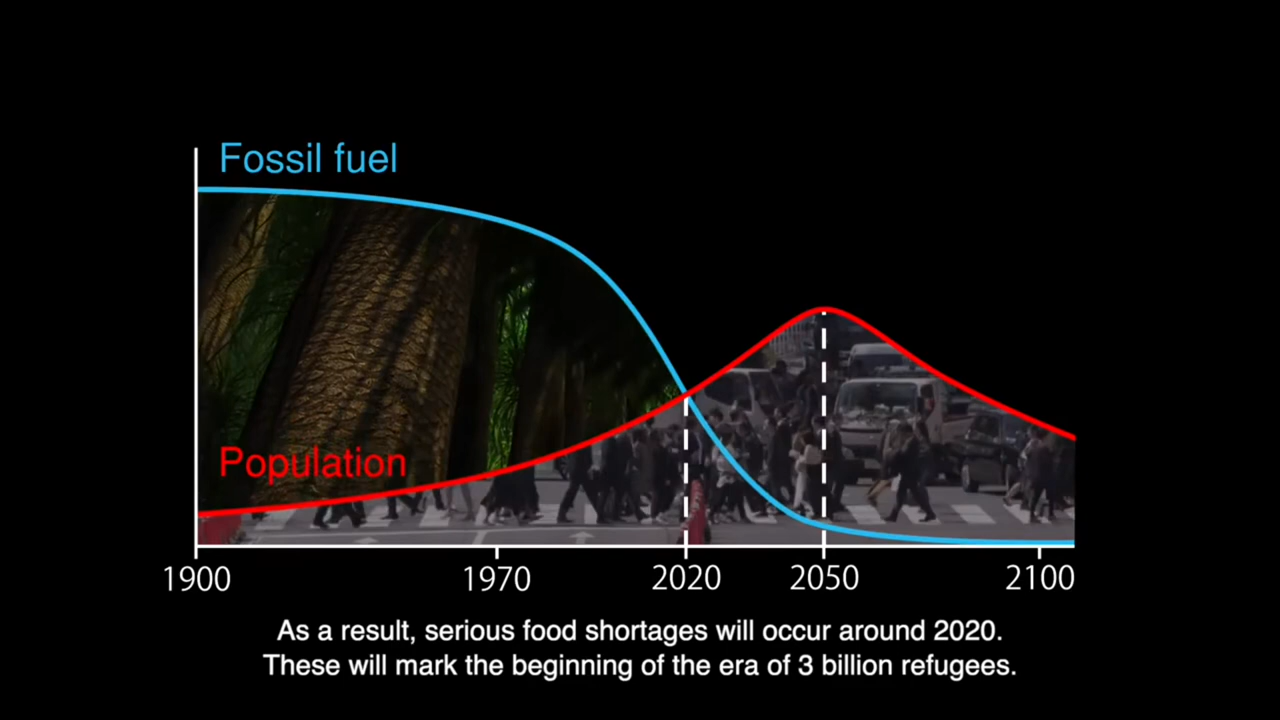 Fossil fuel
Population
1900 1970 2020 2050 2100
As a result, serious food shortages will occur around 2020.
These will mark the beginning of the era of 3 billion refugees.